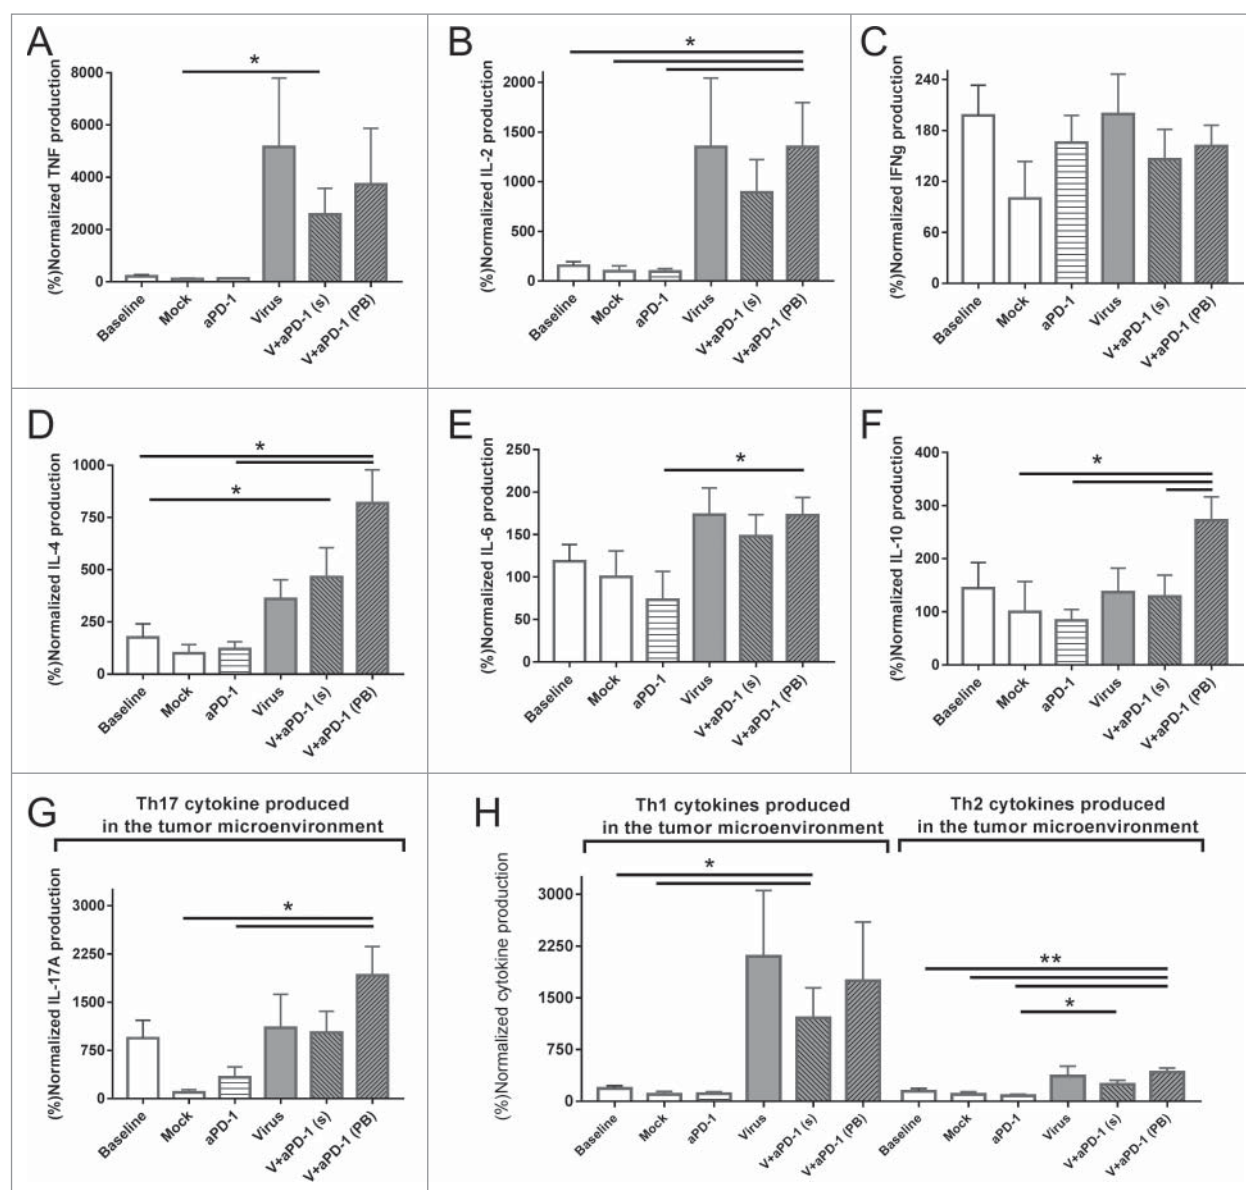 A
(%)Normalized TNF production
8000
6000
4000
2000
0
*
Baseline
Mock
aPD-1
Virus
V+aPD-1 (s)
V+aPD-1 (PB)
B
(%)Normalized IL-2 production
2000
1500
1000
500
0
*
Baseline
Mock
aPD-1
Virus
V+aPD-1 (s)
V+aPD-1 (PB)
C
(%)Normalized IFNg production
240
180
120
60
0
Baseline
Mock
aPD-1
Virus
V+aPD-1 (s)
V+aPD-1 (PB)
D
(%)Normalized IL-4 production
1000
750
500
250
0
*
*
Baseline
Mock
aPD-1
Virus
V+aPD-1 (s)
V+aPD-1 (PB)
E
(%)Normalized IL-6 production
250
200
150
100
50
0
*
Baseline
Mock
aPD-1
Virus
V+aPD-1 (s)
V+aPD-1 (PB)
F
(%)Normalized IL-10 production
400
300
200
100
0
*
Baseline
Mock
aPD-1
Virus
V+aPD-1 (s)
V+aPD-1 (PB)
G
Th17 cytokine produced
in the tumor microenvironment
(%)Normalized IL-17A production
3000
2250
1500
750
0
*
Baseline
Mock
aPD-1
Virus
V+aPD-1 (s)
V+aPD-1 (PB)
H
Th1 cytokines produced
in the tumor microenvironment
Th2 cytokines produced
in the tumor microenvironment
(%)Normalized cytokine production
3000
2250
1500
750
0
*
**
*
Baseline
Mock
aPD-1
Virus
V+aPD-1 (s)
V+aPD-1 (PB)
Baseline
Mock
aPD-1
Virus
V+aPD-1 (s)
V+aPD-1 (PB)